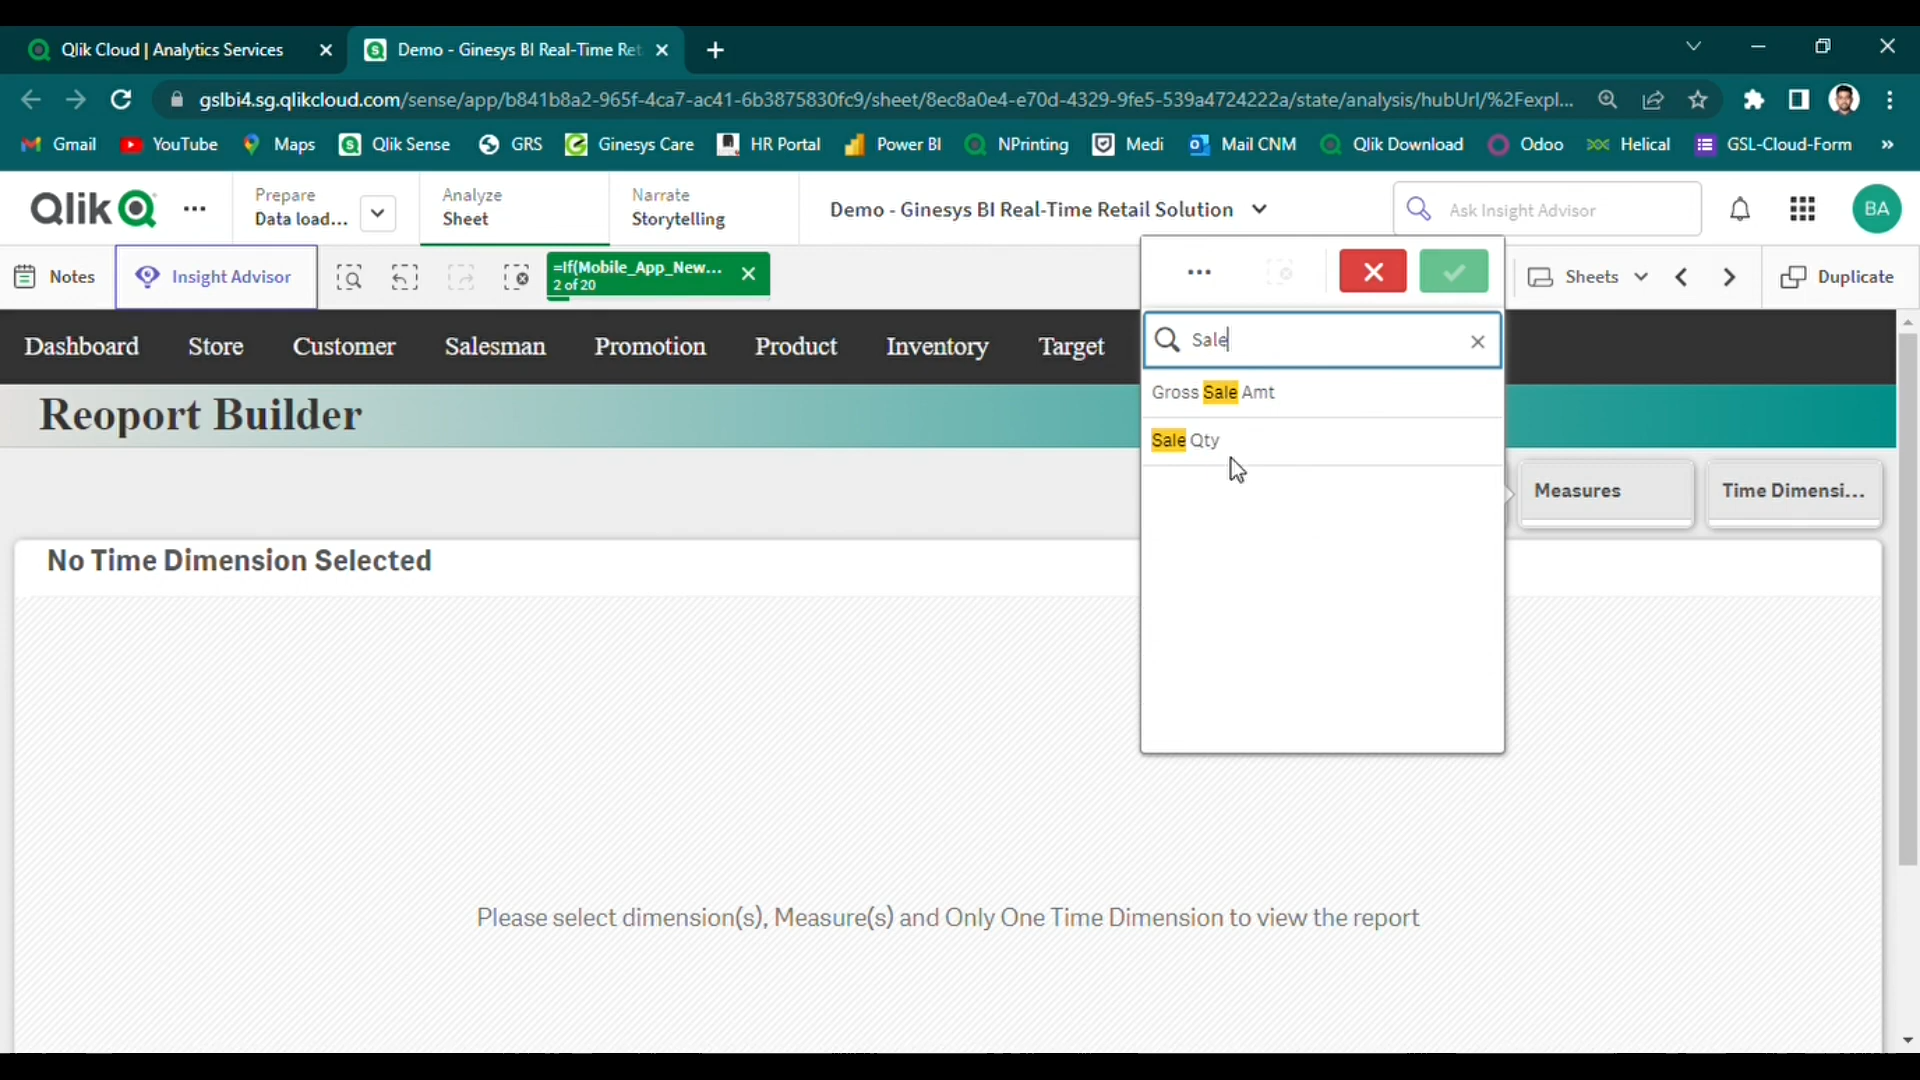 Qlik Cloud | Analytics Services
Demo - Ginesys BI Real-Time Ret
gslbi4.sg.qlikcloud.com/sense/app/b841b8a2-965f-4ca7-ac41-6b3875830fc9/sheet/8ec8a0e4-e70d-4329-9fe5-539a4724222a/state/analysis/hubUrl/%2Fexpl...
Gmail YouTube Maps Qlik Sense GRS Ginesys Care HR Portal Power BI NPrinting Medi Mail CNM Qlik Download Odoo Helical GSL-Cloud-Form »
Qlik
Prepare
Data load...
Analyze
Sheet
Narrate
Storytelling
Demo - Ginesys BI Real-Time Retail Solution
Ask Insight Advisor
BA
Notes
Insight Advisor
=If(Mobile_App_New...
2 of 20
Sheets
Duplicate
Dashboard Store Customer Salesman Promotion Product Inventory Target
Sale
Gross Sale Amt
Sale Qty
Reoport Builder
Measures
Time Dimensi...
No Time Dimension Selected
Please select dimension(s), Measure(s) and Only One Time Dimension to view the report